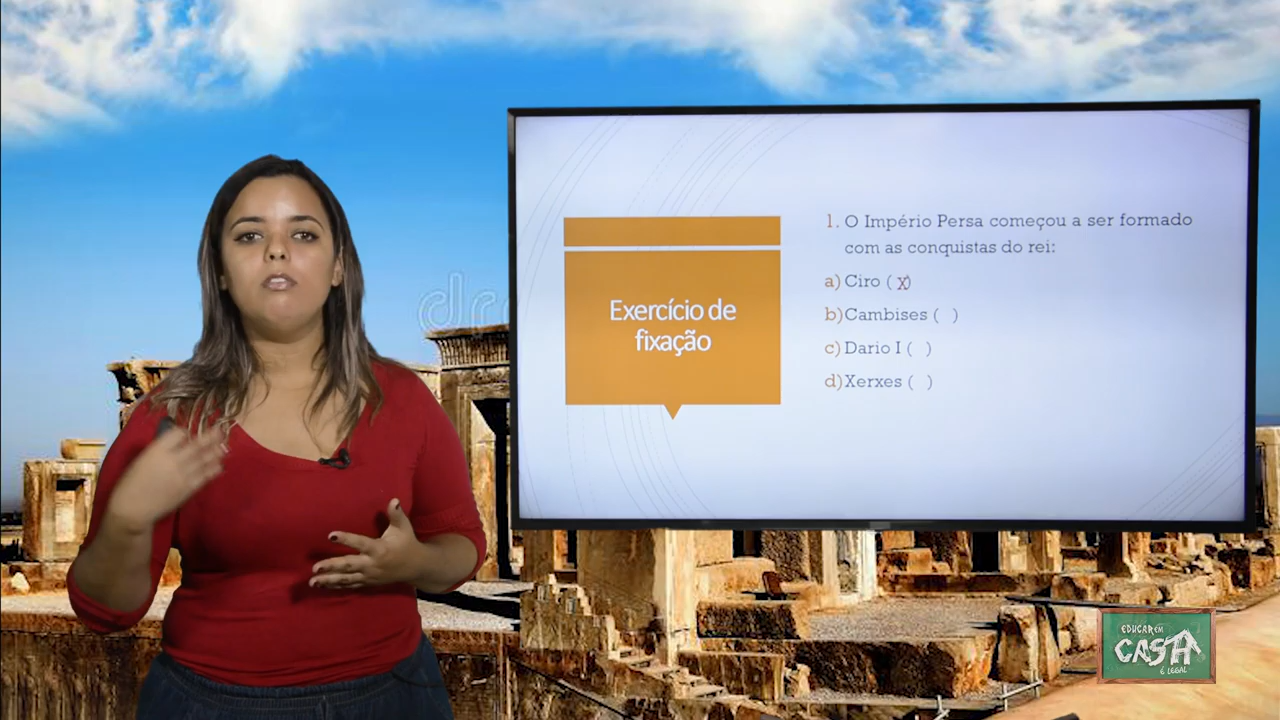 Exercício de
fixação
1. O Império Persa começou a ser formado
com as conquistas do rei:
a) Ciro ( X)
b) Cambises ( )
c) Dario I ( )
d) Xerxes ( )
EDUCAR EM
CASA
É LEGAL